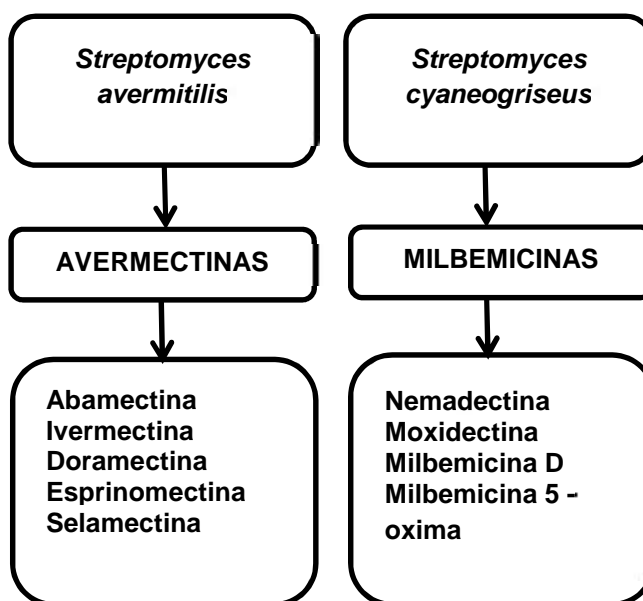 Streptomyces
avermitilis
Streptomyces
cyaneogriseus
AVERMECTINAS
MILBEMICINAS
Abamectina
Ivermectina
Doramectina
Esprinomectina
Selamectina
Nemadectina
Moxidectina
Milbemicina D
Milbemicina 5 -
oxima